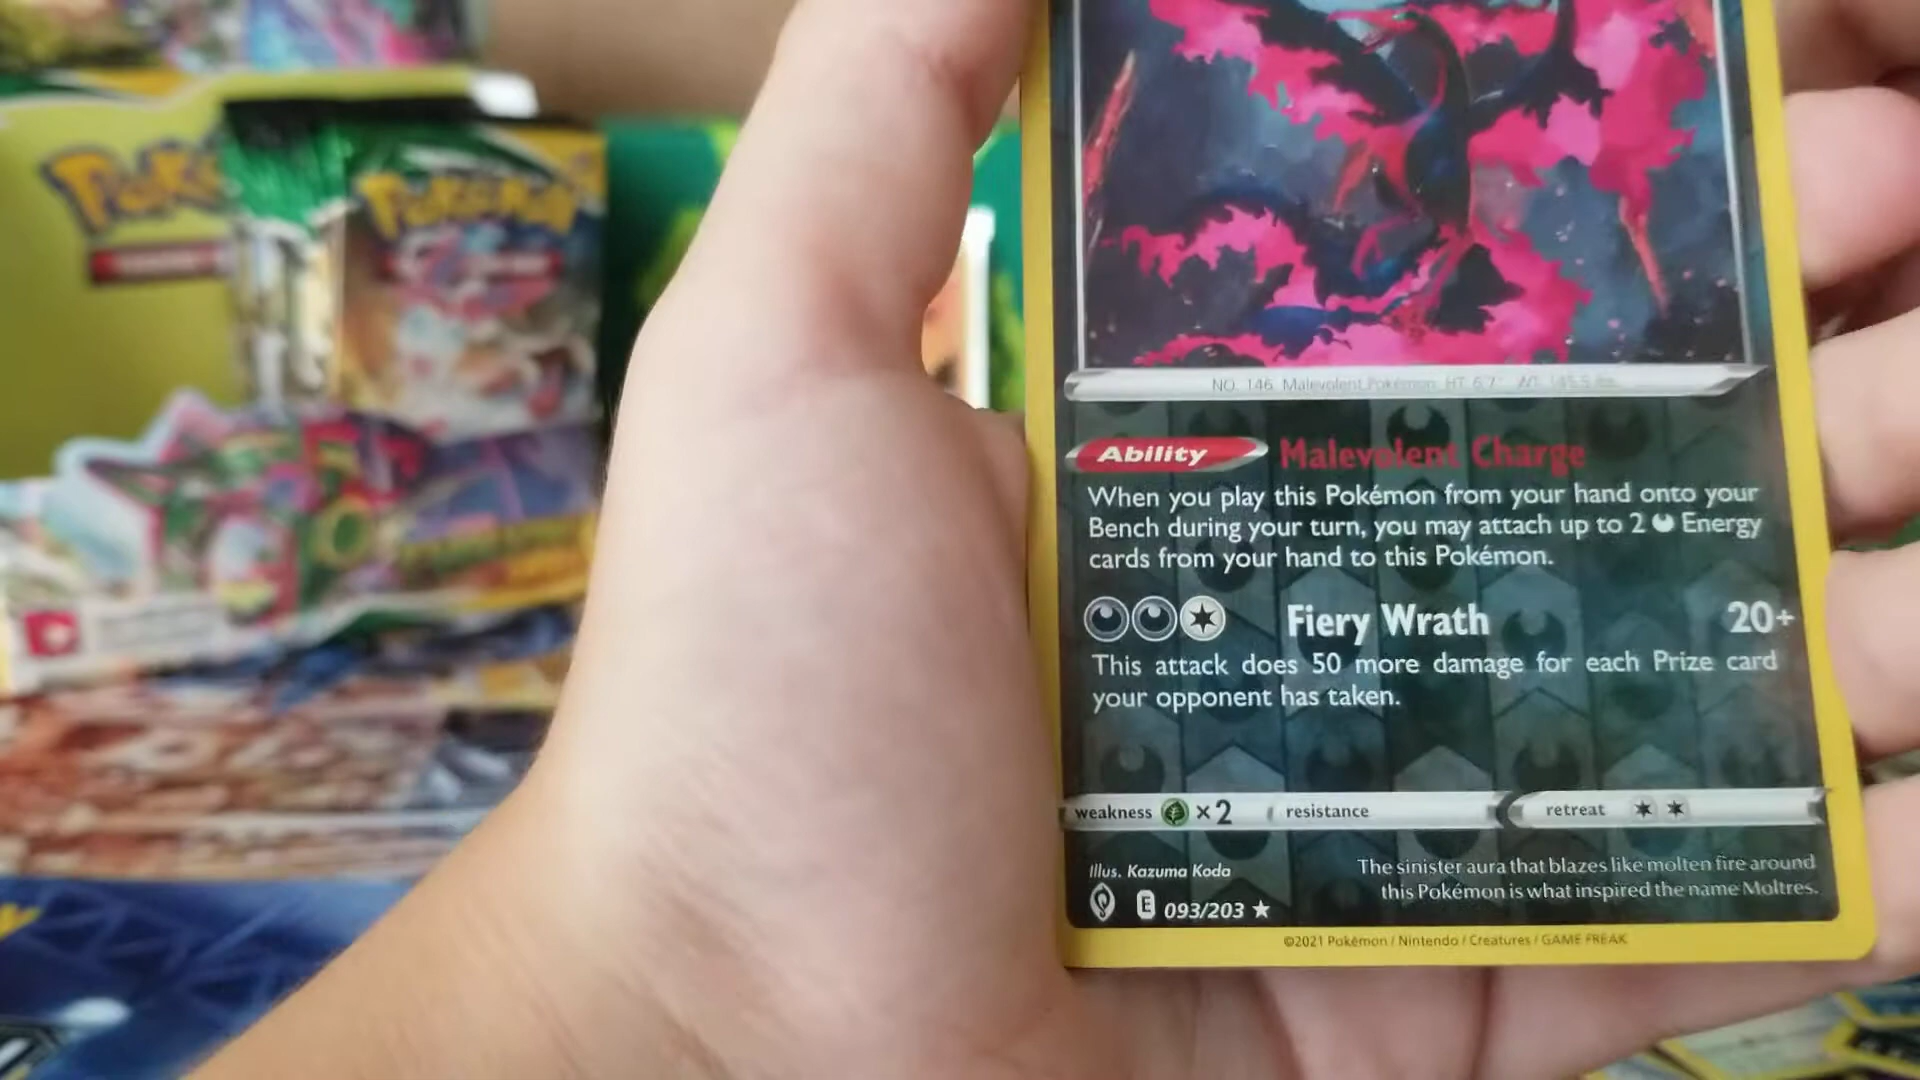 Pokémon
NO. 146 Malevolent Pokémon HT: 6'7"
Ability Malevolent Charge
When you play this Pokémon from your hand onto your
Bench during your turn, you may attach up to 2 Energy
cards from your hand to this Pokémon.
Fiery Wrath 20+
This attack does 50 more damage for each Prize card
your opponent has taken.
weakness ×2 resistance retreat
Illus. Kazuma Koda
E 093/203 ★
The sinister aura that blazes like molten fire around
this Pokémon is what inspired the name Moltres.
©2021 Pokémon / Nintendo / Creatures / GAME FREAK